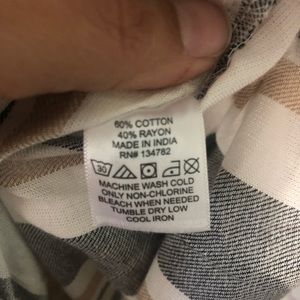 60% COTTON
40% RAYON
MADE IN INDIA
RN# 134782
30
MACHINE WASH COLD
ONLY NON-CHLORINE
BLEACH WHEN NEEDED
TUMBLE DRY LOW
COOL IRON